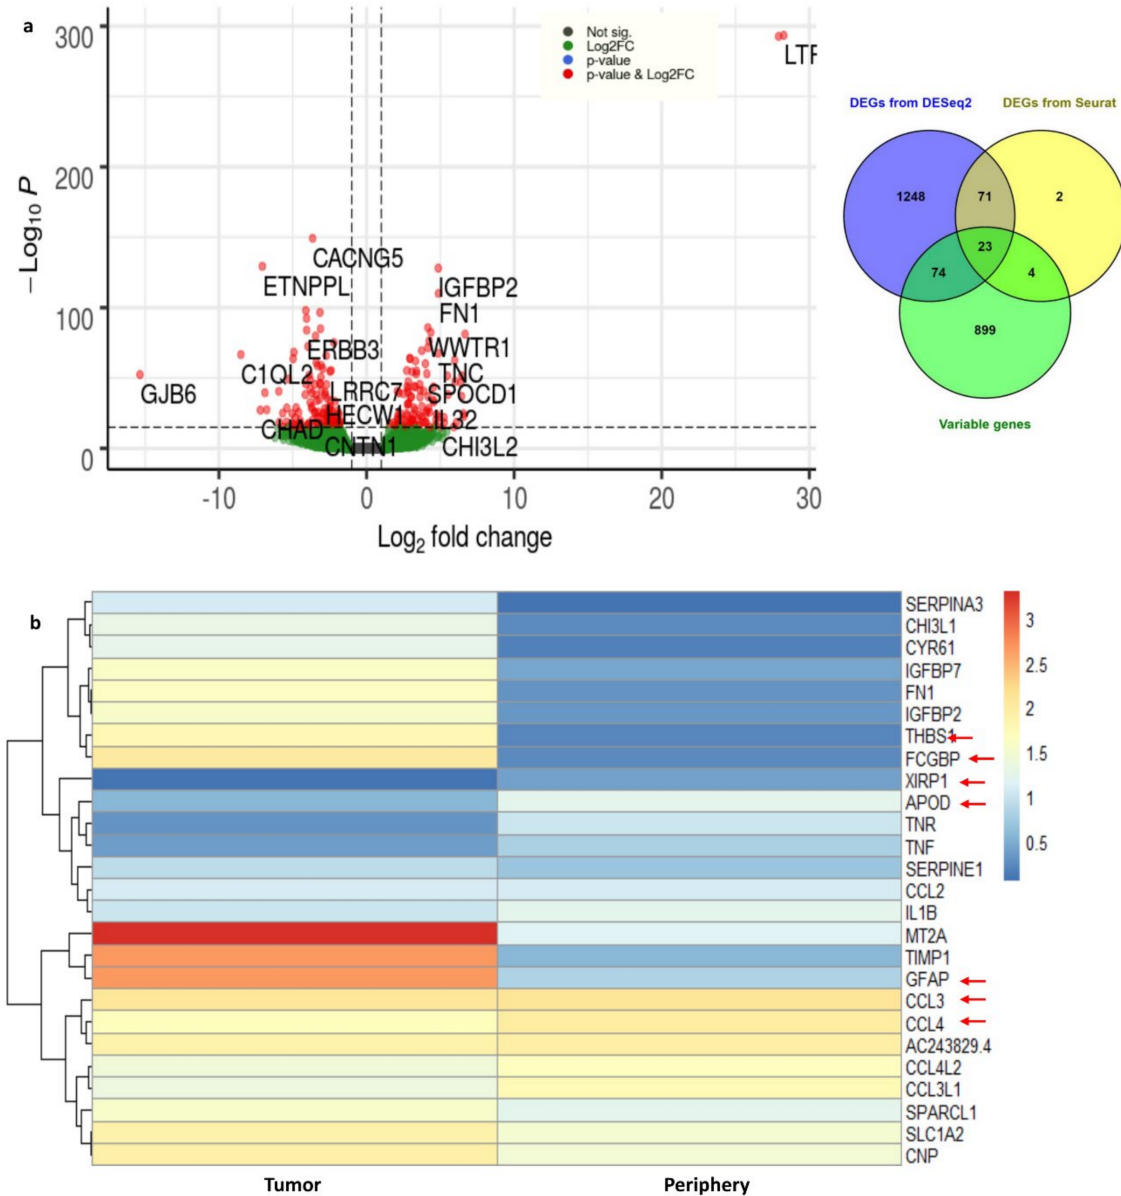 a
300
200
100
0
−Log₁₀ P
Not sig.
Log2FC
p-value
p-value & Log2FC
LTF
CACNG5
ETNPPL
IGFBP2
FN1
ERBB3
WWTR1
C1QL2
TNC
GJB6
LRRC7
SPOCD1
HECW1
IL32
CHAD
CNTN1
CHI3L2
-10
0
10
20
30
Log₂ fold change
DEGs from DESeq2
DEGs from Seurat
1248
71
2
23
74
4
899
Variable genes
b
SERPINA3
CHI3L1
CYR61
IGFBP7
FN1
IGFBP2
THBS1
FCGBP
XIRP1
APOD
TNR
TNF
SERPINE1
CCL2
IL1B
MT2A
TIMP1
GFAP
CCL3
CCL4
AC243829.4
CCL4L2
CCL3L1
SPARCL1
SLC1A2
CNP
3
2.5
2
1.5
1
0.5
Tumor
Periphery